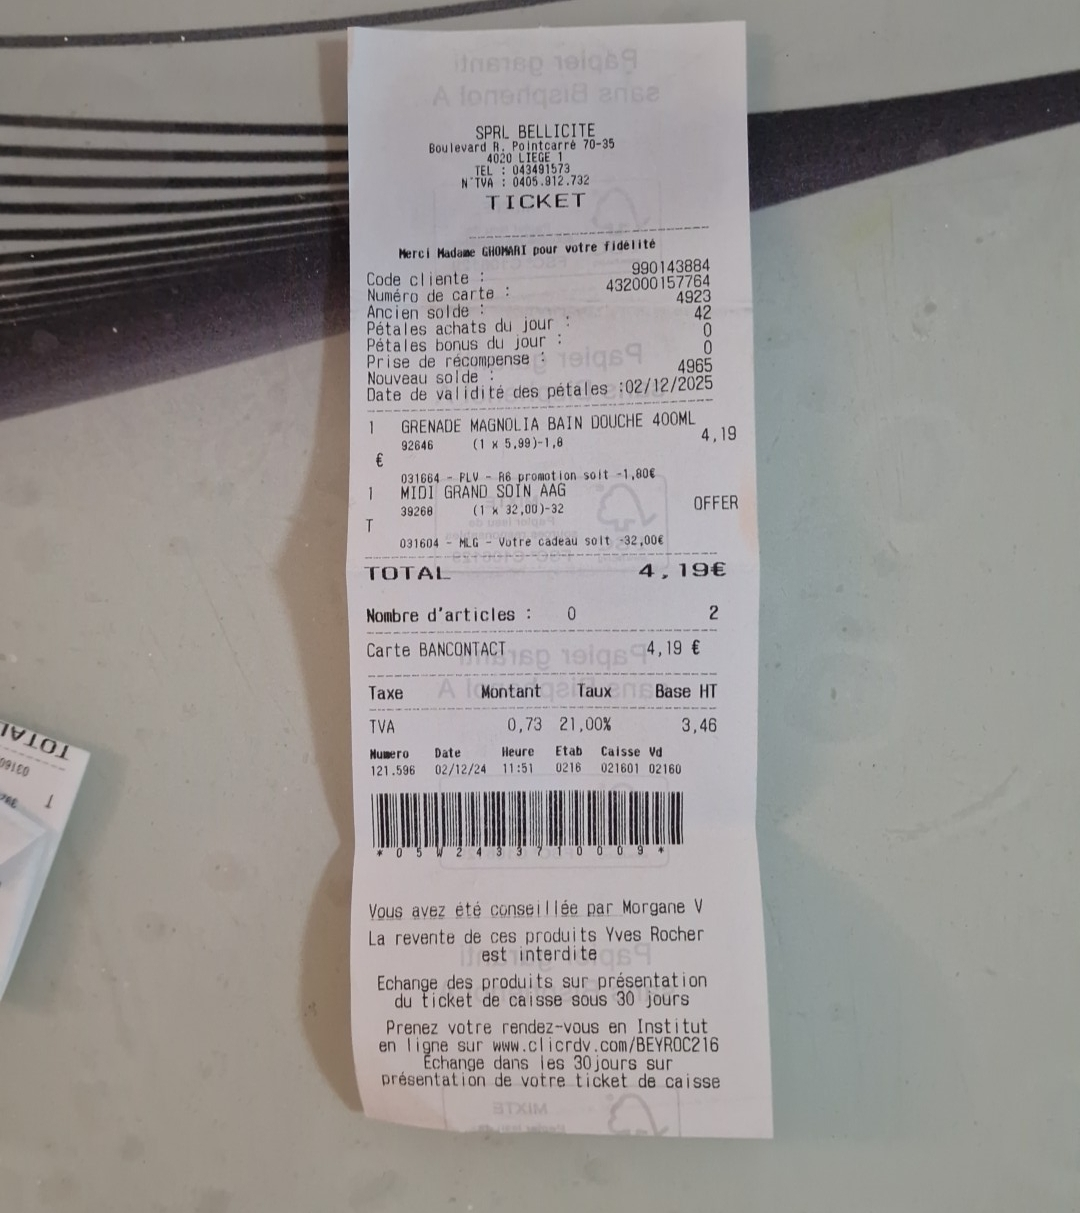 SPRL BELLICITE
Boulevard R. Pointcarré 70-35
4020 LIEGE 1
TEL : 043491573
N°TVA : 0405.812.732
TICKET
Merci Madame GHOMARI pour votre fidélité
Code cliente : 990143884
Numéro de carte : 432000157764
Ancien solde : 4923
Pétales achats du jour : 42
Pétales bonus du jour : 0
Prise de récompense : 0
Nouveau solde : 4965
Date de validité des pétales :02/12/2025
1 GRENADE MAGNOLIA BAIN DOUCHE 400ML
92646 (1 x 5,99)-1,8 4,19
€
031664 - PLV - R6 promotion soit -1,80€
1 MIDI GRAND SOIN AAG
39268 (1 x 32,00)-32 OFFER
T
031604 - MLG - Votre cadeau soit -32,00€
TOTAL 4,19€
Nombre d'articles : 0 2
Carte BANCONTACT 4,19 €
Taxe Montant Taux Base HT
TVA 0,73 21,00% 3,46
Numero Date Heure Etab Caisse Vd
121.596 02/12/24 11:51 0216 021601 02160
* 0 5 W 2 4 3 3 7 1 0 0 0 9 *
Vous avez été conseillée par Morgane V
La revente de ces produits Yves Rocher
est interdite
Echange des produits sur présentation
du ticket de caisse sous 30 jours
Prenez votre rendez-vous en Institut
en ligne sur www.clicrdv.com/BEYROC216
Echange dans les 30jours sur
présentation de votre ticket de caisse
Papier garanti
sans Bisphenol A
MIXTE
TOTAL